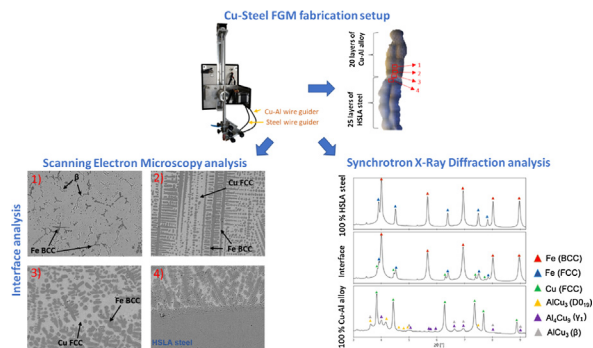 Cu-Steel FGM fabrication setup
20 layers of
Cu-Al alloy
25 layers of
HSLA steel
1
2
3
4
Cu-Al wire guider
Steel wire guider
Scanning Electron Microscopy analysis
Synchrotron X-Ray Diffraction analysis
Interface analysis
1)
β
Fe BCC
2)
Cu FCC
Fe BCC
3)
Fe BCC
Cu FCC
4)
HSLA steel
100 % HSLA steel
Interface
100 % Cu-Al alloy
Fe (BCC)
Fe (FCC)
Cu (FCC)
AlCu₃ (D0₁₉)
Al₄Cu₉ (γ₁)
AlCu₃ (β)